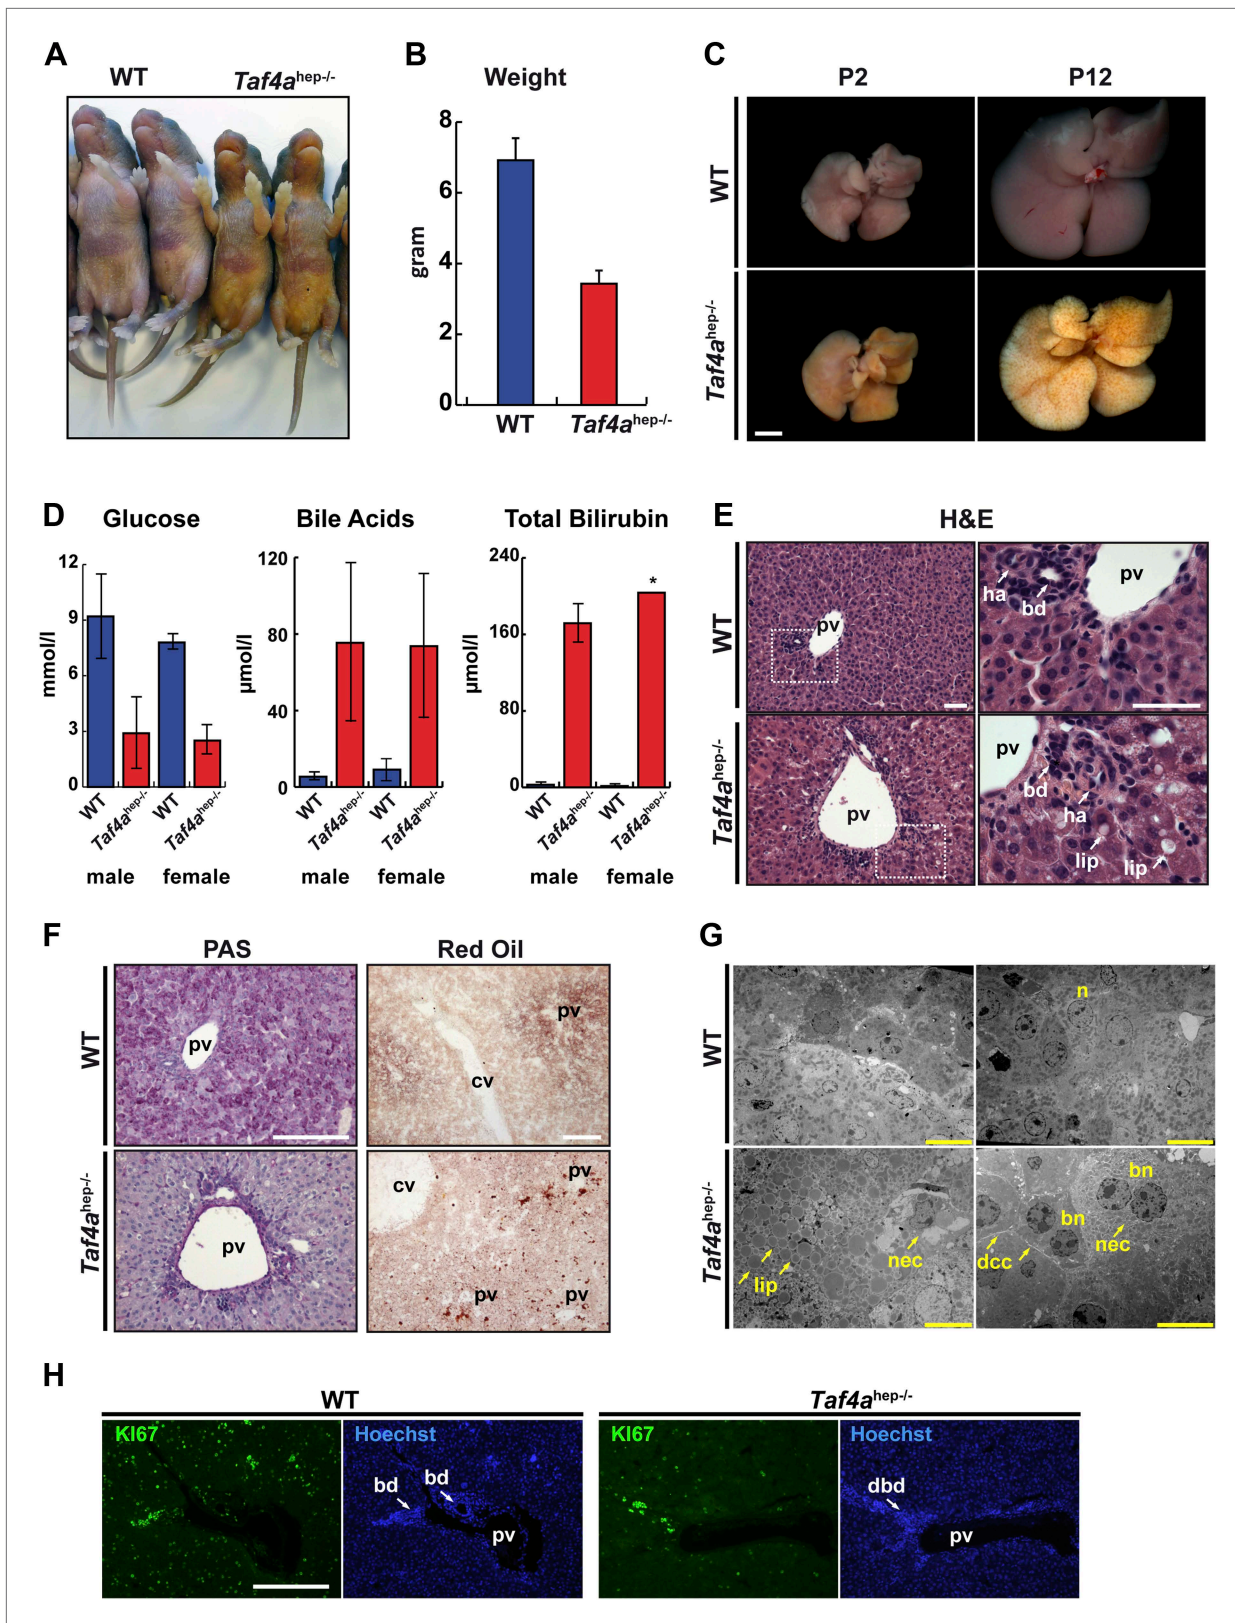 A
WT Taf4a hep-/-
B
Weight
8
6
4
2
0
gram
WT Taf4a hep-/-
C
P2 P12
WT
Taf4a hep-/-
D
Glucose Bile Acids Total Bilirubin
12
9
6
3
0
mmol/l
WT Taf4a hep-/- WT Taf4a hep-/-
male female
120
80
40
0
µmol/l
WT Taf4a hep-/- WT Taf4a hep-/-
male female
240
160
80
0
µmol/l
*
WT Taf4a hep-/- WT Taf4a hep-/-
male female
E
H&E
WT
pv
ha bd pv
Taf4a hep-/-
pv
pv bd ha lip lip
F
PAS Red Oil
WT
pv
pv cv
Taf4a hep-/-
pv
cv pv pv pv
G
WT
n
Taf4a hep-/-
lip nec
bn bn nec dcc
H
WT Taf4a hep-/-
KI67 Hoechst KI67 Hoechst
bd bd pv
dbd pv